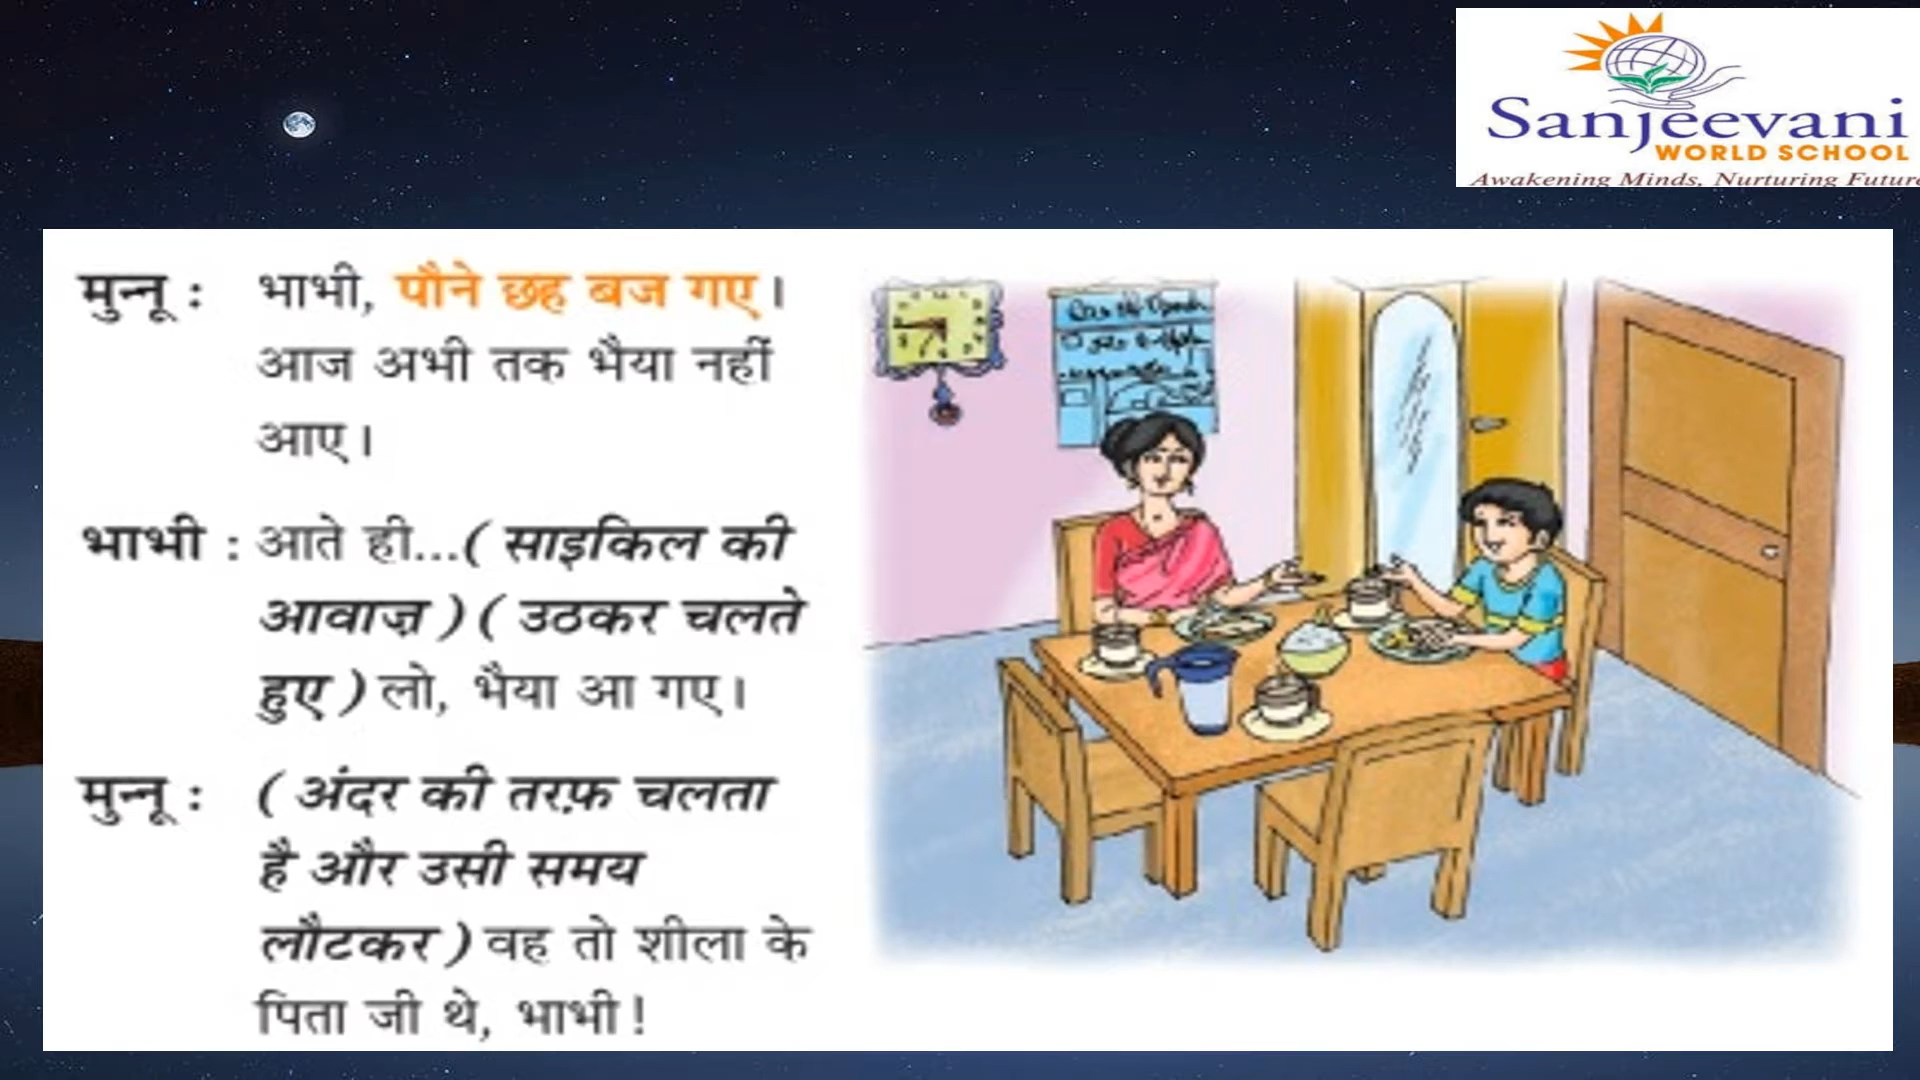 Sanjeevani
WORLD SCHOOL
Awakening Minds, Nurturing Future
मुन्नू : भाभी, पौने छह बज गए।
आज अभी तक भैया नहीं
आए।
भाभी : आते ही...( साइकिल की
आवाज़ ) ( उठकर चलते
हुए ) लो, भैया आ गए।
मुन्नू : ( अंदर की तरफ़ चलता
है और उसी समय
लौटकर ) वह तो शीला के
पिता जी थे, भाभी!